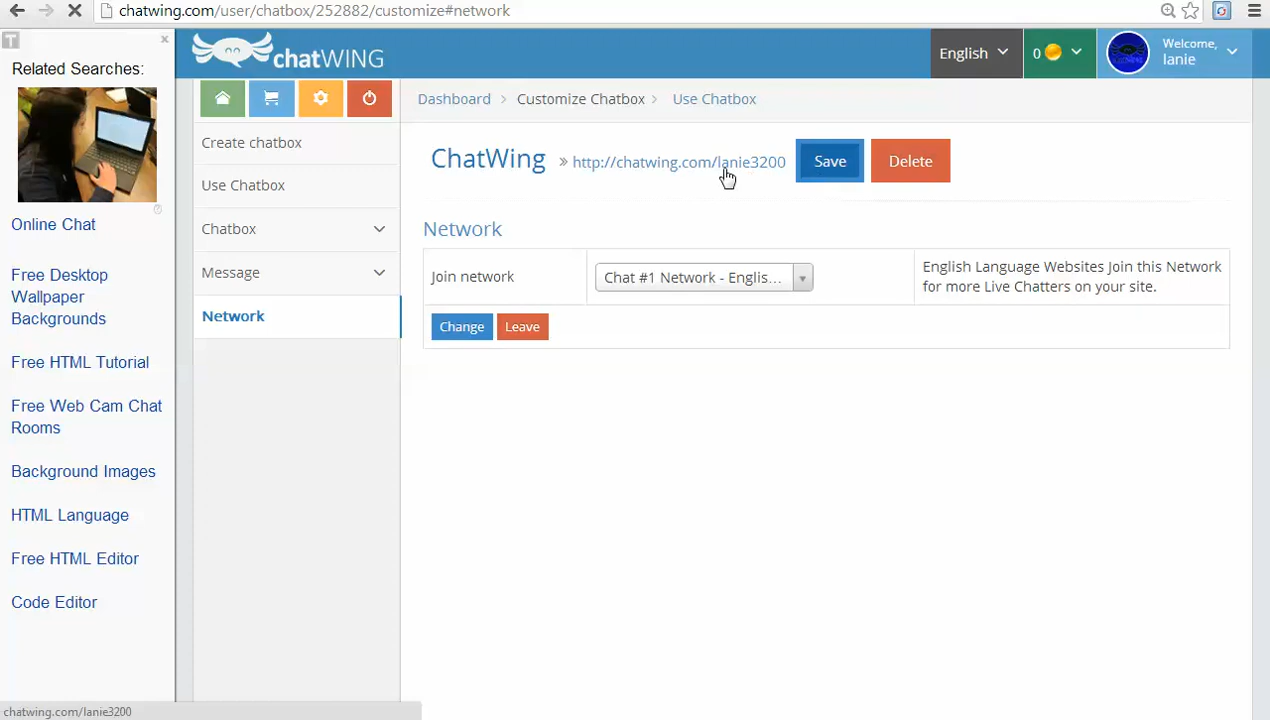 chatwing.com/user/chatbox/252882/customize#network
T
Related Searches:
Online Chat
Free Desktop
Wallpaper
Backgrounds
Free HTML Tutorial
Free Web Cam Chat
Rooms
Background Images
HTML Language
Free HTML Editor
Code Editor
chatWING
English
0
Welcome,
lanie
Dashboard
Customize Chatbox
Use Chatbox
Create chatbox
Use Chatbox
Chatbox
Message
Network
ChatWing » http://chatwing.com/lanie3200 Save Delete
Network
Join network
Chat #1 Network - Englis...
English Language Websites Join this Network
for more Live Chatters on your site.
Change Leave
chatwing.com/lanie3200